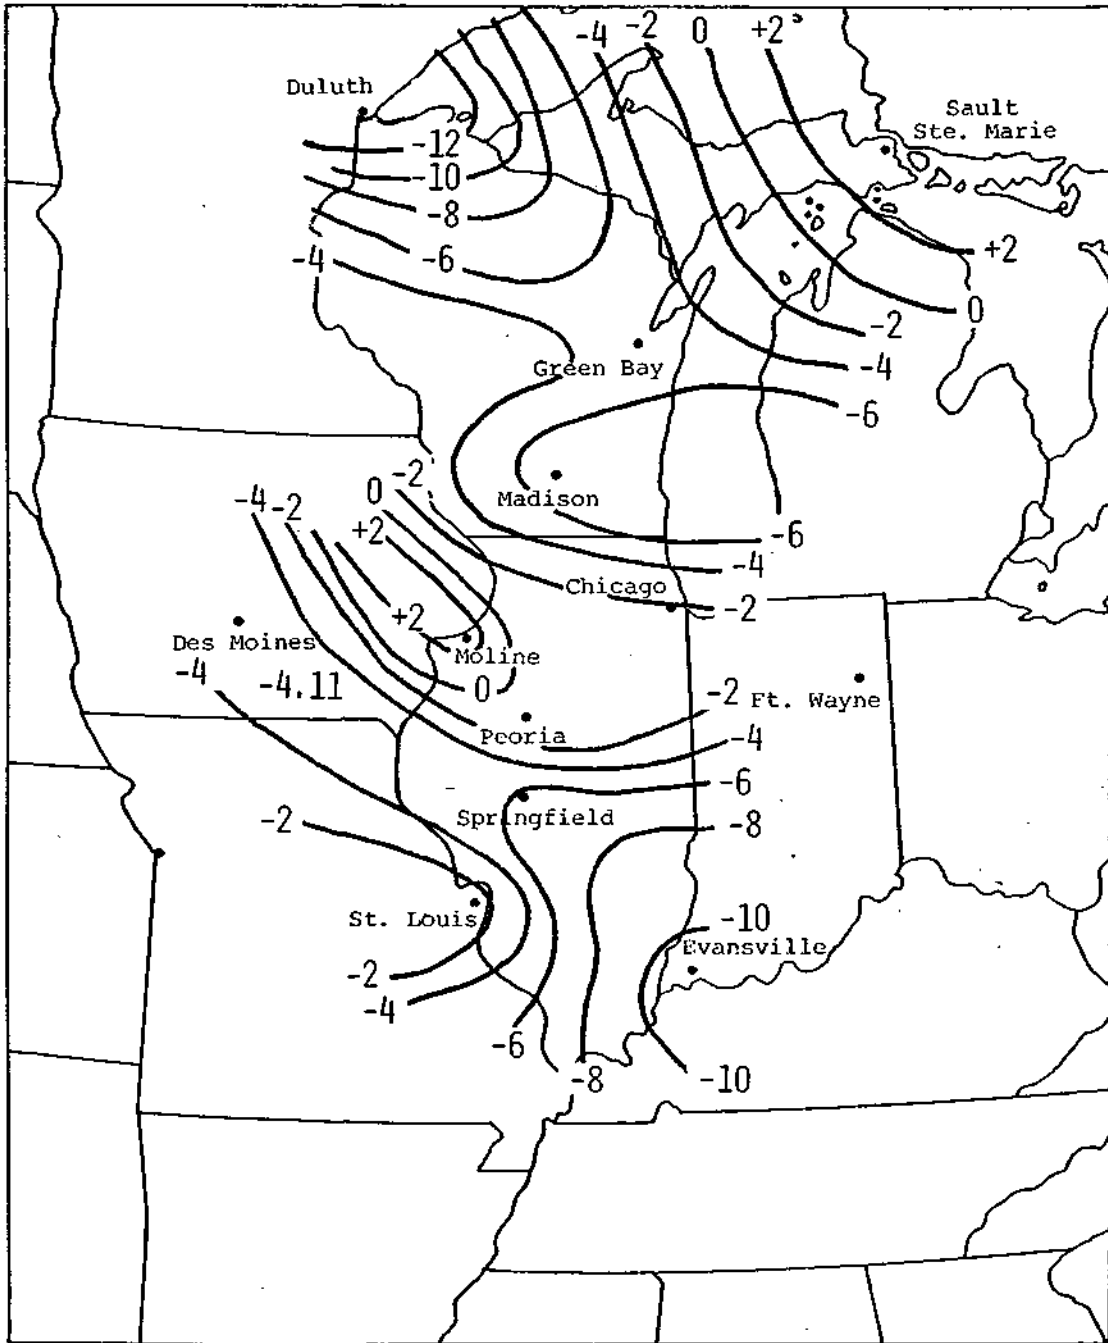 -4
-2
0
+2
Duluth
Sault
Ste. Marie
-12
-10
-8
-6
-4
+2
0
-2
-4
Green Bay
-6
-2
0
-4
-2
+2
Madison
-6
-4
Chicago
-2
+2
Des Moines
Moline
-4
-4.11
0
-2
Ft. Wayne
Peoria
-4
-6
Springfield
-2
-8
St. Louis
-10
Evansville
-2
-4
-6
-8
-10